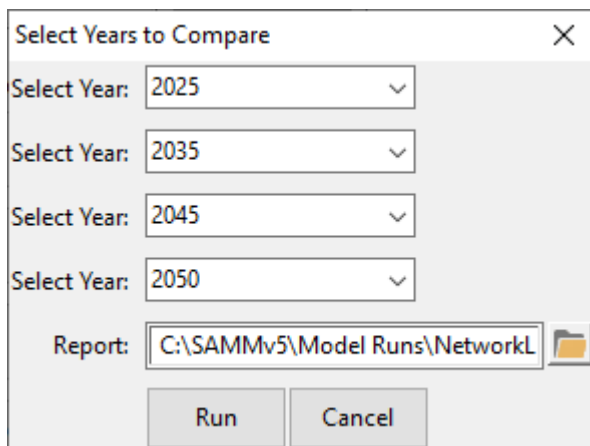 Select Years to Compare
Select Year: 2025
Select Year: 2035
Select Year: 2045
Select Year: 2050
Report: C:\SAMMv5\Model Runs\NetworkL
Run Cancel